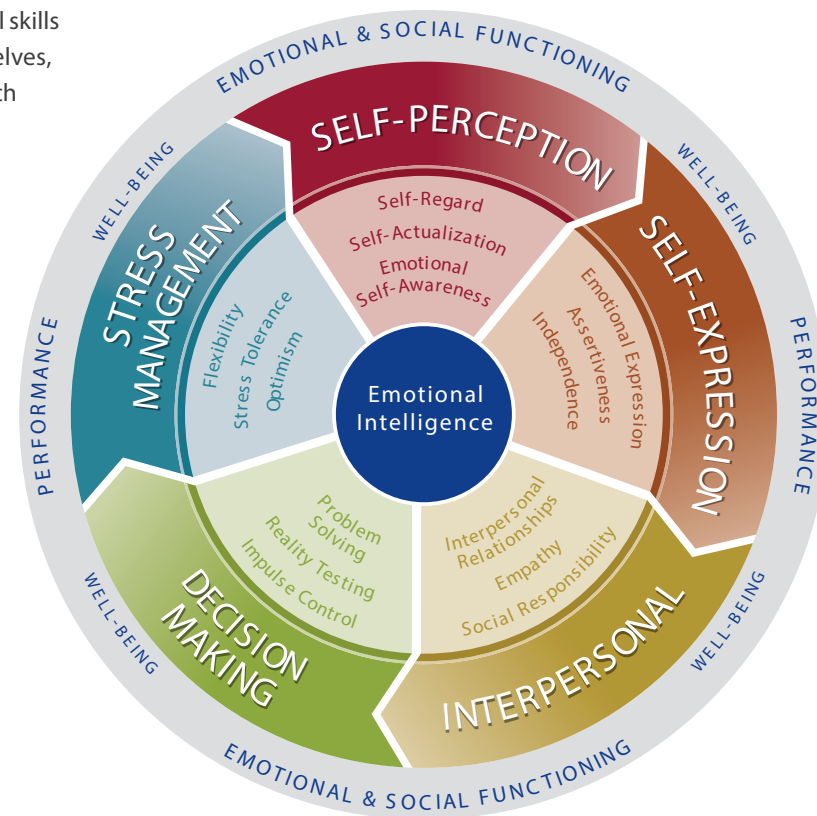 l skills
elves,
th
EMOTIONAL & SOCIAL FUNCTIONING
WELL-BEING
PERFORMANCE
WELL-BEING
EMOTIONAL & SOCIAL FUNCTIONING
WELL-BEING
PERFORMANCE
WELL-BEING
SELF-PERCEPTION
Self-Regard
Self-Actualization
Emotional
Self-Awareness
SELF-EXPRESSION
Emotional Expression
Assertiveness
Independence
INTERPERSONAL
Interpersonal
Relationships
Empathy
Social Responsibility
DECISION
MAKING
Problem
Solving
Reality Testing
Impulse Control
STRESS
MANAGEMENT
Flexibility
Stress Tolerance
Optimism
Emotional
Intelligence